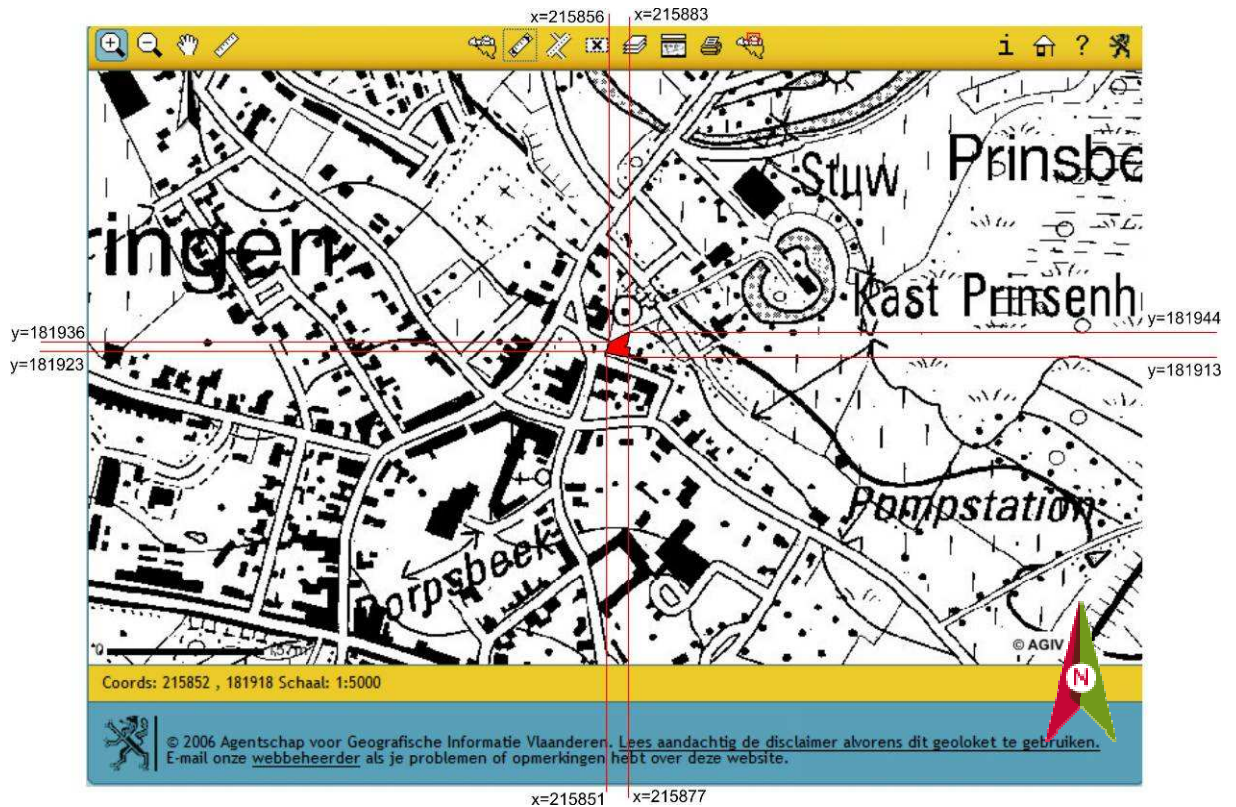 x=215856
x=215883
i ?
Stuw
Prinsbe
ringen
Kast Prinsenh
y=181936
y=181944
y=181923
y=181913
Pompstation
Dorpsbeek
0
© AGIV
N
Coords: 215852 , 181918 Schaal: 1:5000
© 2006 Agentschap voor Geografische Informatie Vlaanderen. Lees aandachtig de disclaimer alvorens dit geoloket te gebruiken.
E-mail onze webbeheerder als je problemen of opmerkingen hebt over deze website.
x=215851
x=215877